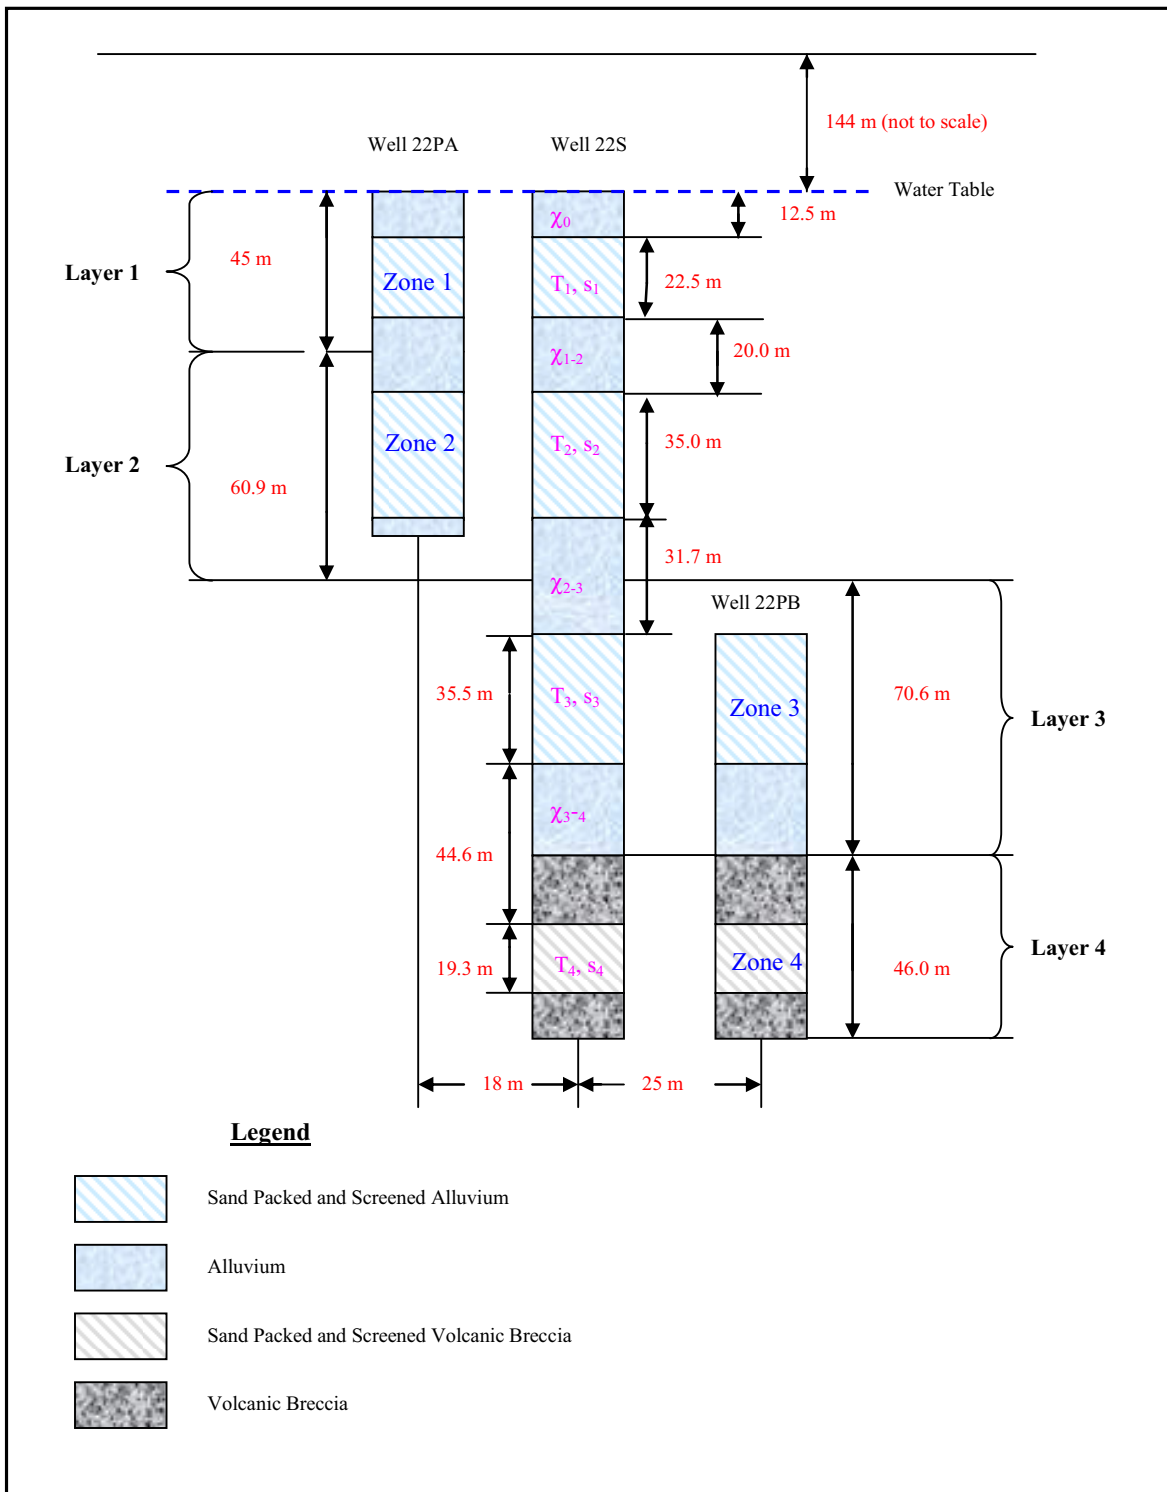 144 m (not to scale)
Well 22PA
Well 22S
Water Table
12.5 m
χ0
45 m
Layer 1
Zone 1
T1, s1
22.5 m
χ1-2
20.0 m
Layer 2
Zone 2
T2, s2
35.0 m
60.9 m
31.7 m
χ2-3
Well 22PB
35.5 m
T3, s3
Zone 3
70.6 m
Layer 3
χ3-4
44.6 m
19.3 m
T4, s4
Zone 4
46.0 m
Layer 4
18 m
25 m
Legend
Sand Packed and Screened Alluvium
Alluvium
Sand Packed and Screened Volcanic Breccia
Volcanic Breccia